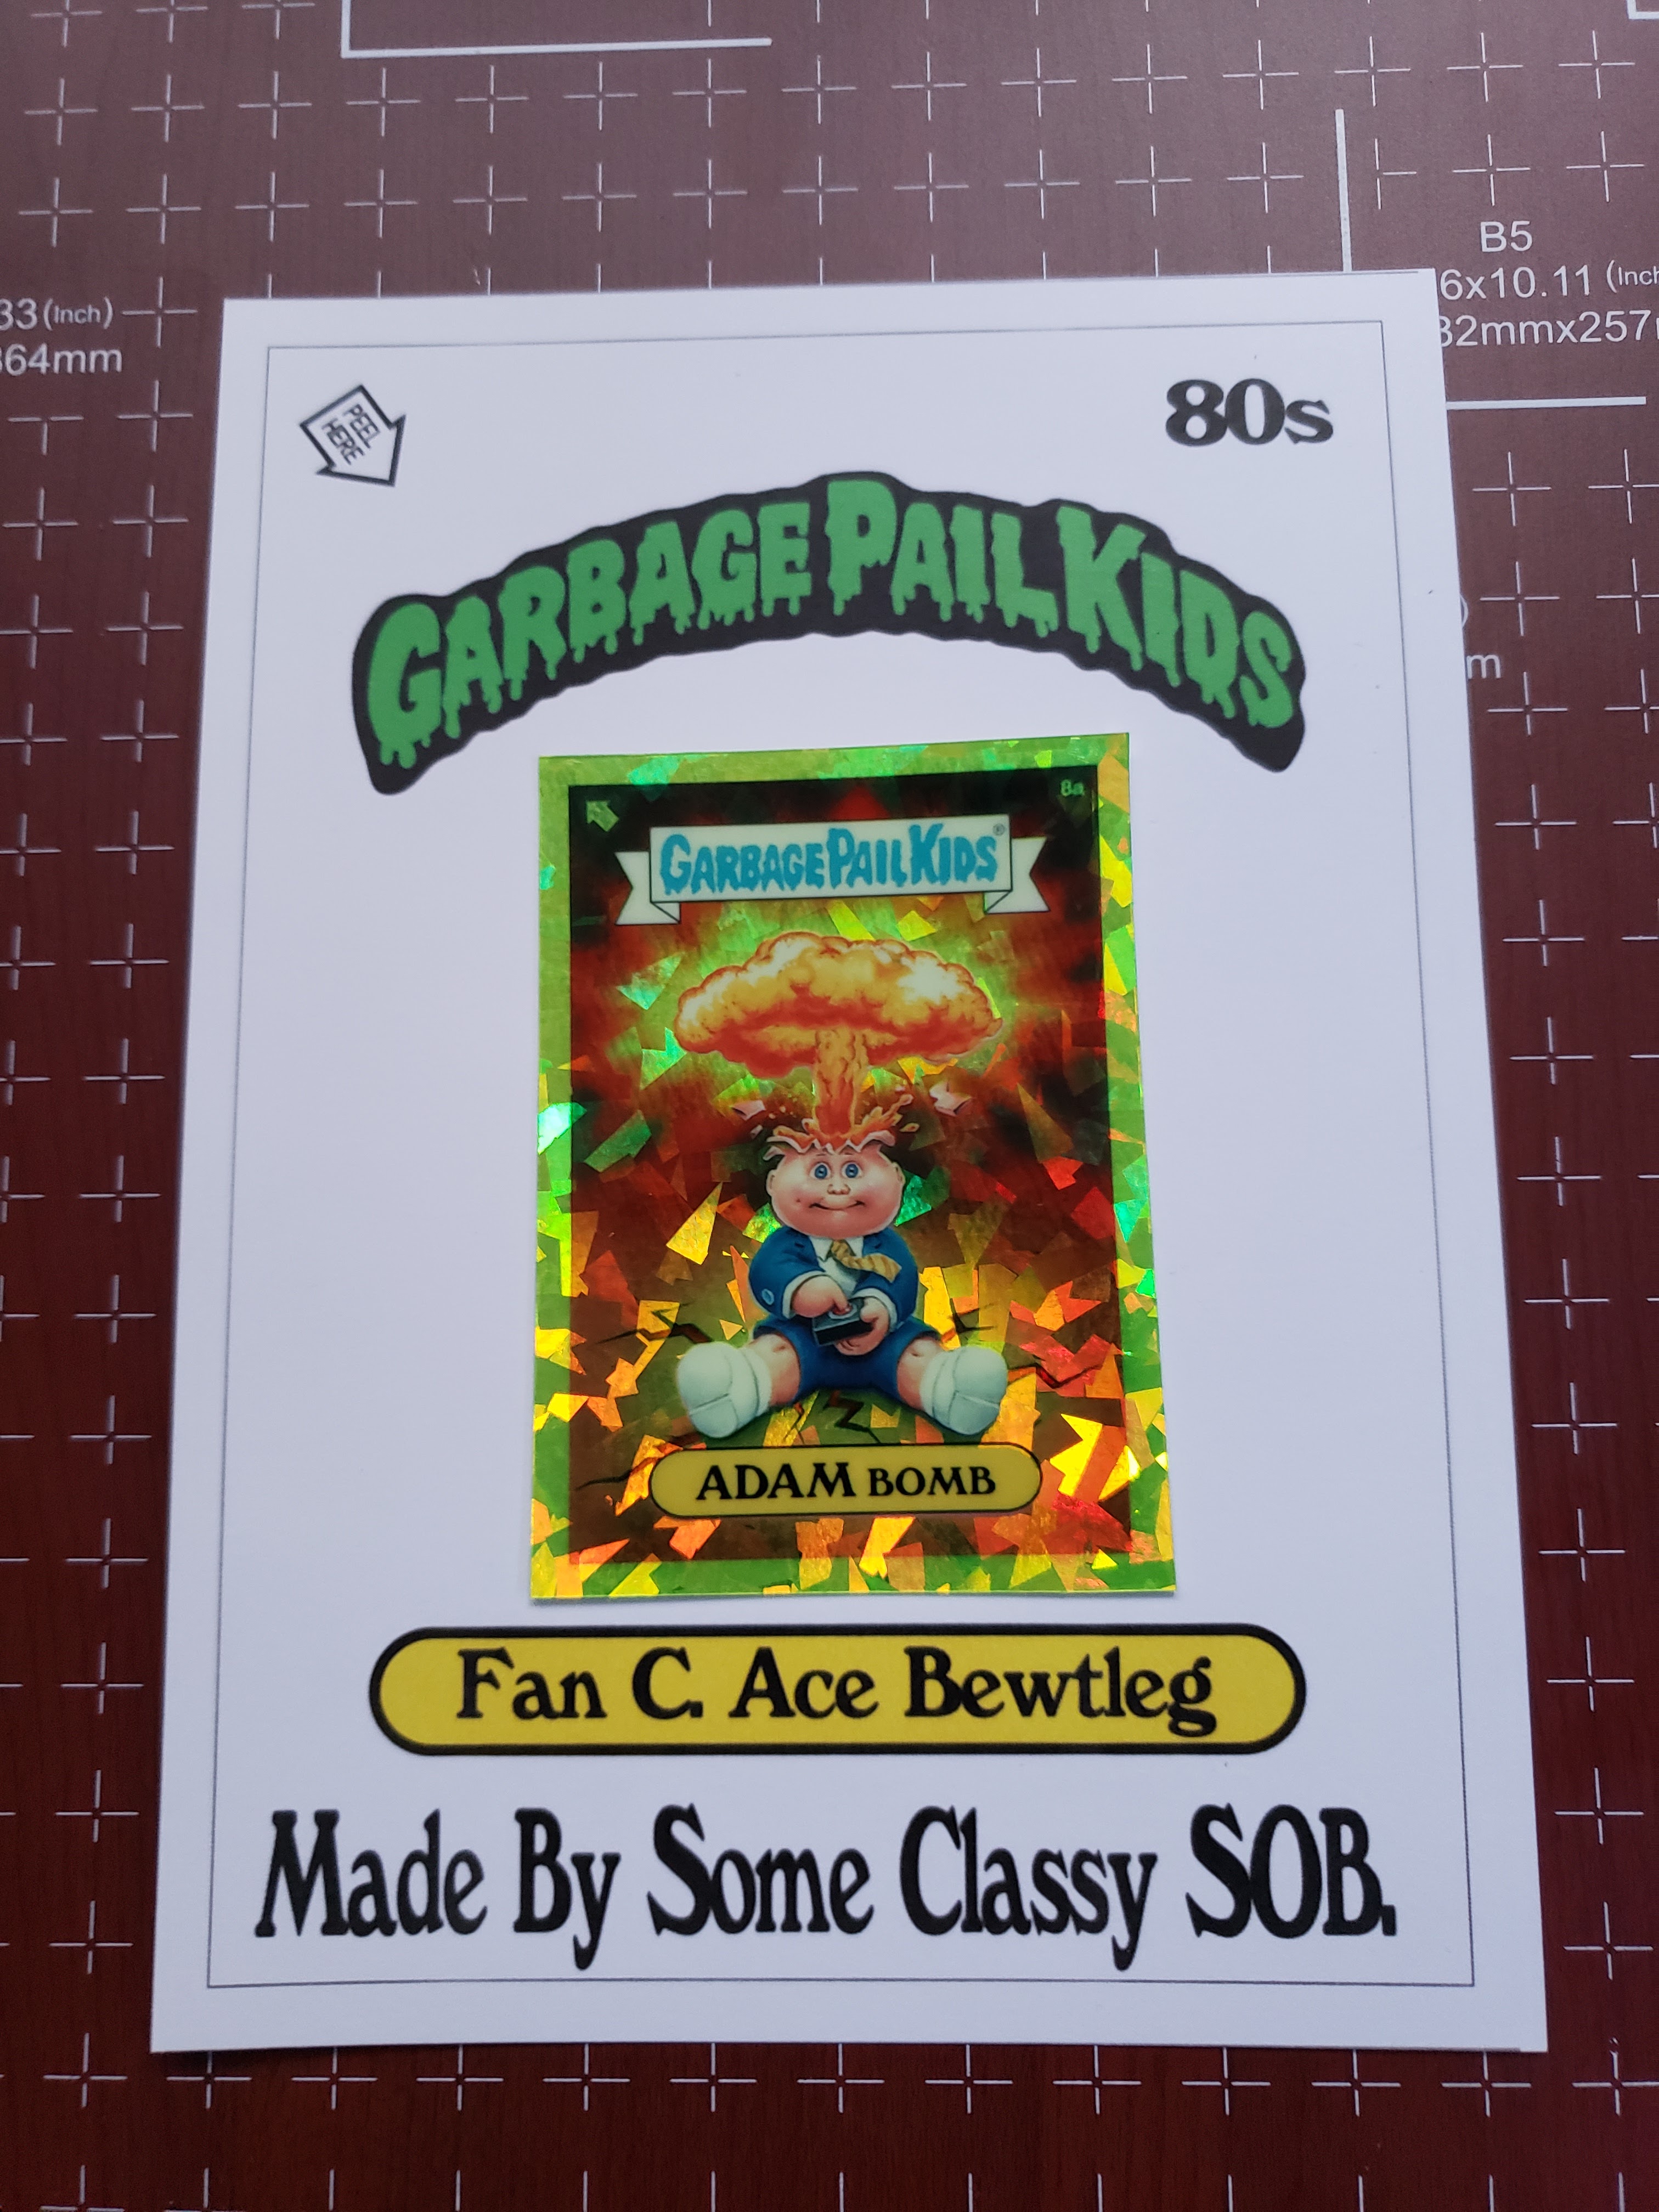 B5
6x10.11 (Inch
33 (Inch)
32mmx257
364mm
PEEL
HERE
80s
GARBAGE PAIL KIDS
m
8a
GARBAGE PAIL KIDS®
ADAM BOMB
Fan C. Ace Bewtleg
Made By Some Classy SOB.